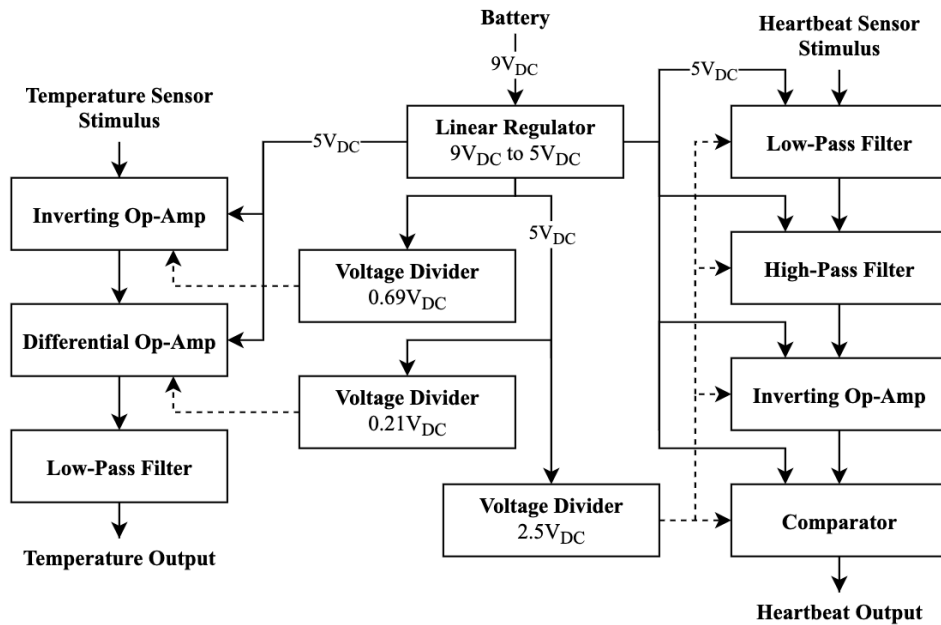 Battery
9V_DC
Heartbeat Sensor
Stimulus
5V_DC
Temperature Sensor
Stimulus
5V_DC
Linear Regulator
9V_DC to 5V_DC
Low-Pass Filter
Inverting Op-Amp
5V_DC
Voltage Divider
0.69V_DC
High-Pass Filter
Differential Op-Amp
Voltage Divider
0.21V_DC
Inverting Op-Amp
Low-Pass Filter
Voltage Divider
2.5V_DC
Comparator
Temperature Output
Heartbeat Output